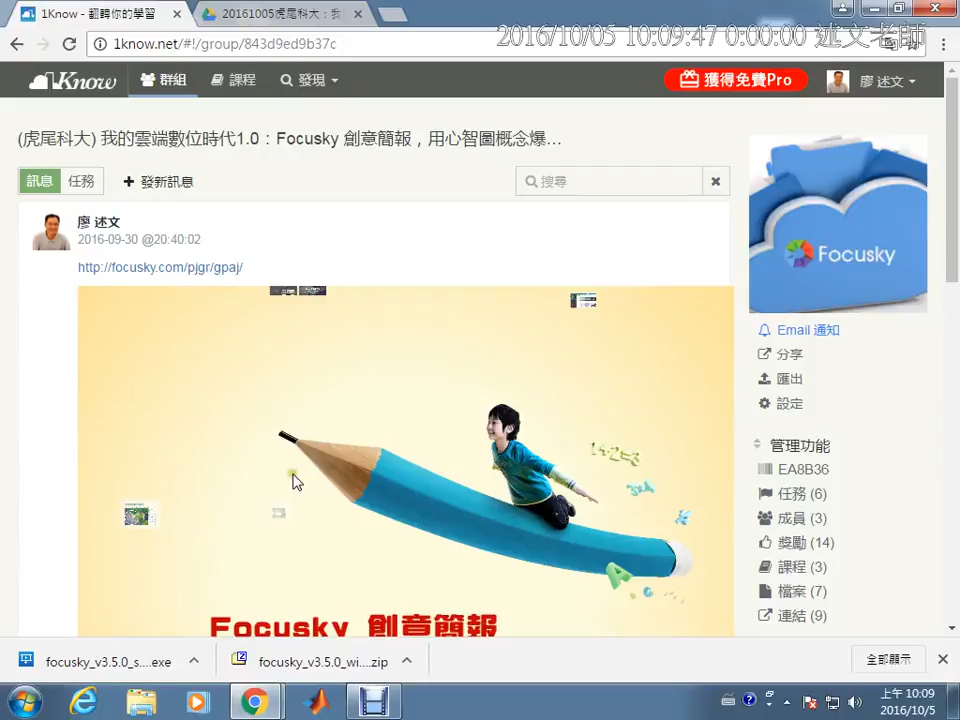 1Know - 翻轉你的學習
20161005虎尾科大：我
1know.net/#!/group/843d9ed9b37c
2016/10/05 10:09:47 0:00:00 述文老師
1Know
群組
課程
發現
獲得免費Pro
廖 述文
(虎尾科大) 我的雲端數位時代1.0：Focusky 創意簡報，用心智圖概念爆...
訊息
任務
發新訊息
搜尋
廖 述文
2016-09-30 @20:40:02
http://focusky.com/pjgr/gpaj/
1+2=3
3xA
A
Focusky 創意簡報
Focusky
Email 通知
分享
匯出
設定
管理功能
EA8B36
任務 (6)
成員 (3)
獎勵 (14)
課程 (3)
檔案 (7)
連結 (9)
focusky_v3.5.0_s....exe
focusky_v3.5.0_wi....zip
全部顯示
上午 10:09
2016/10/5